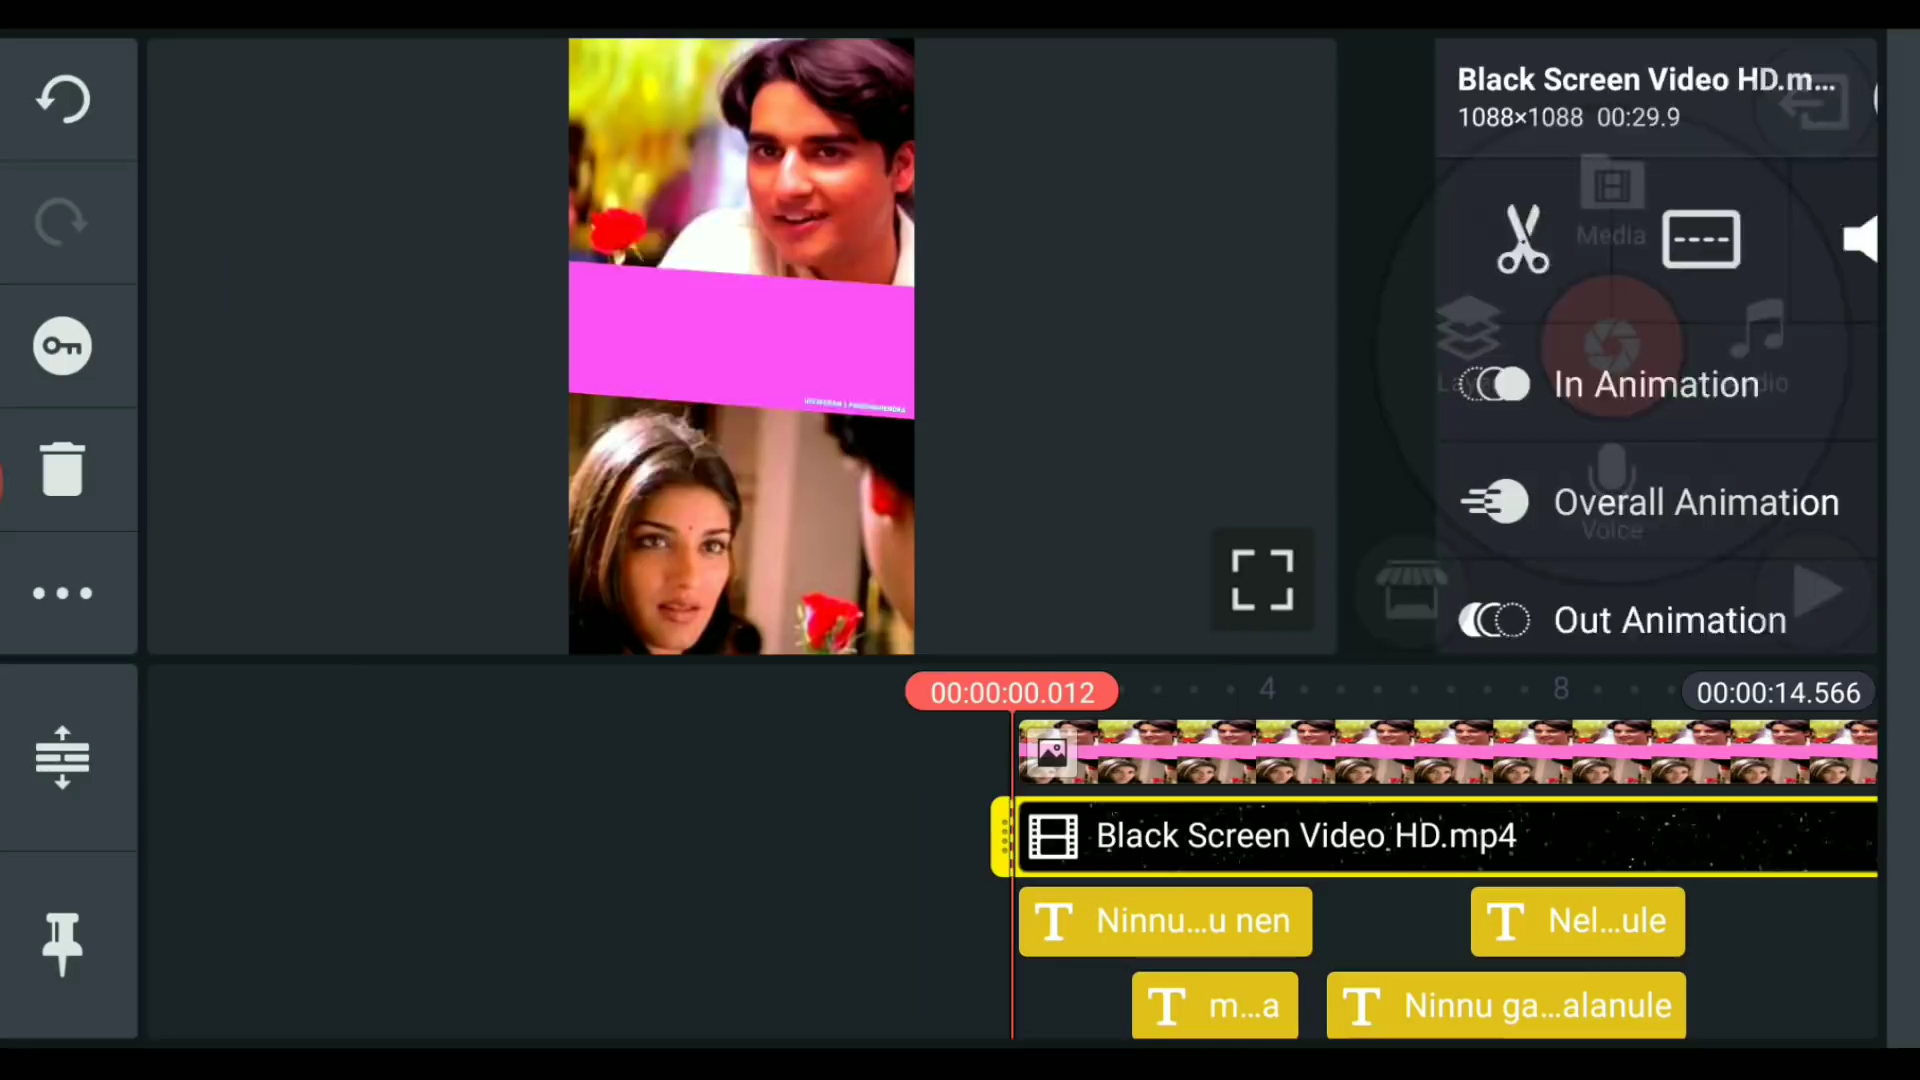 Black Screen Video HD.m...
1088×1088 00:29.9
Media
In Animation
Overall Animation
Voice
Out Animation
00:00:00.012
4
8
00:00:14.566
Black Screen Video HD.mp4
T Ninnu...u nen
T Nel...ule
T m...a
T Ninnu ga...alanule